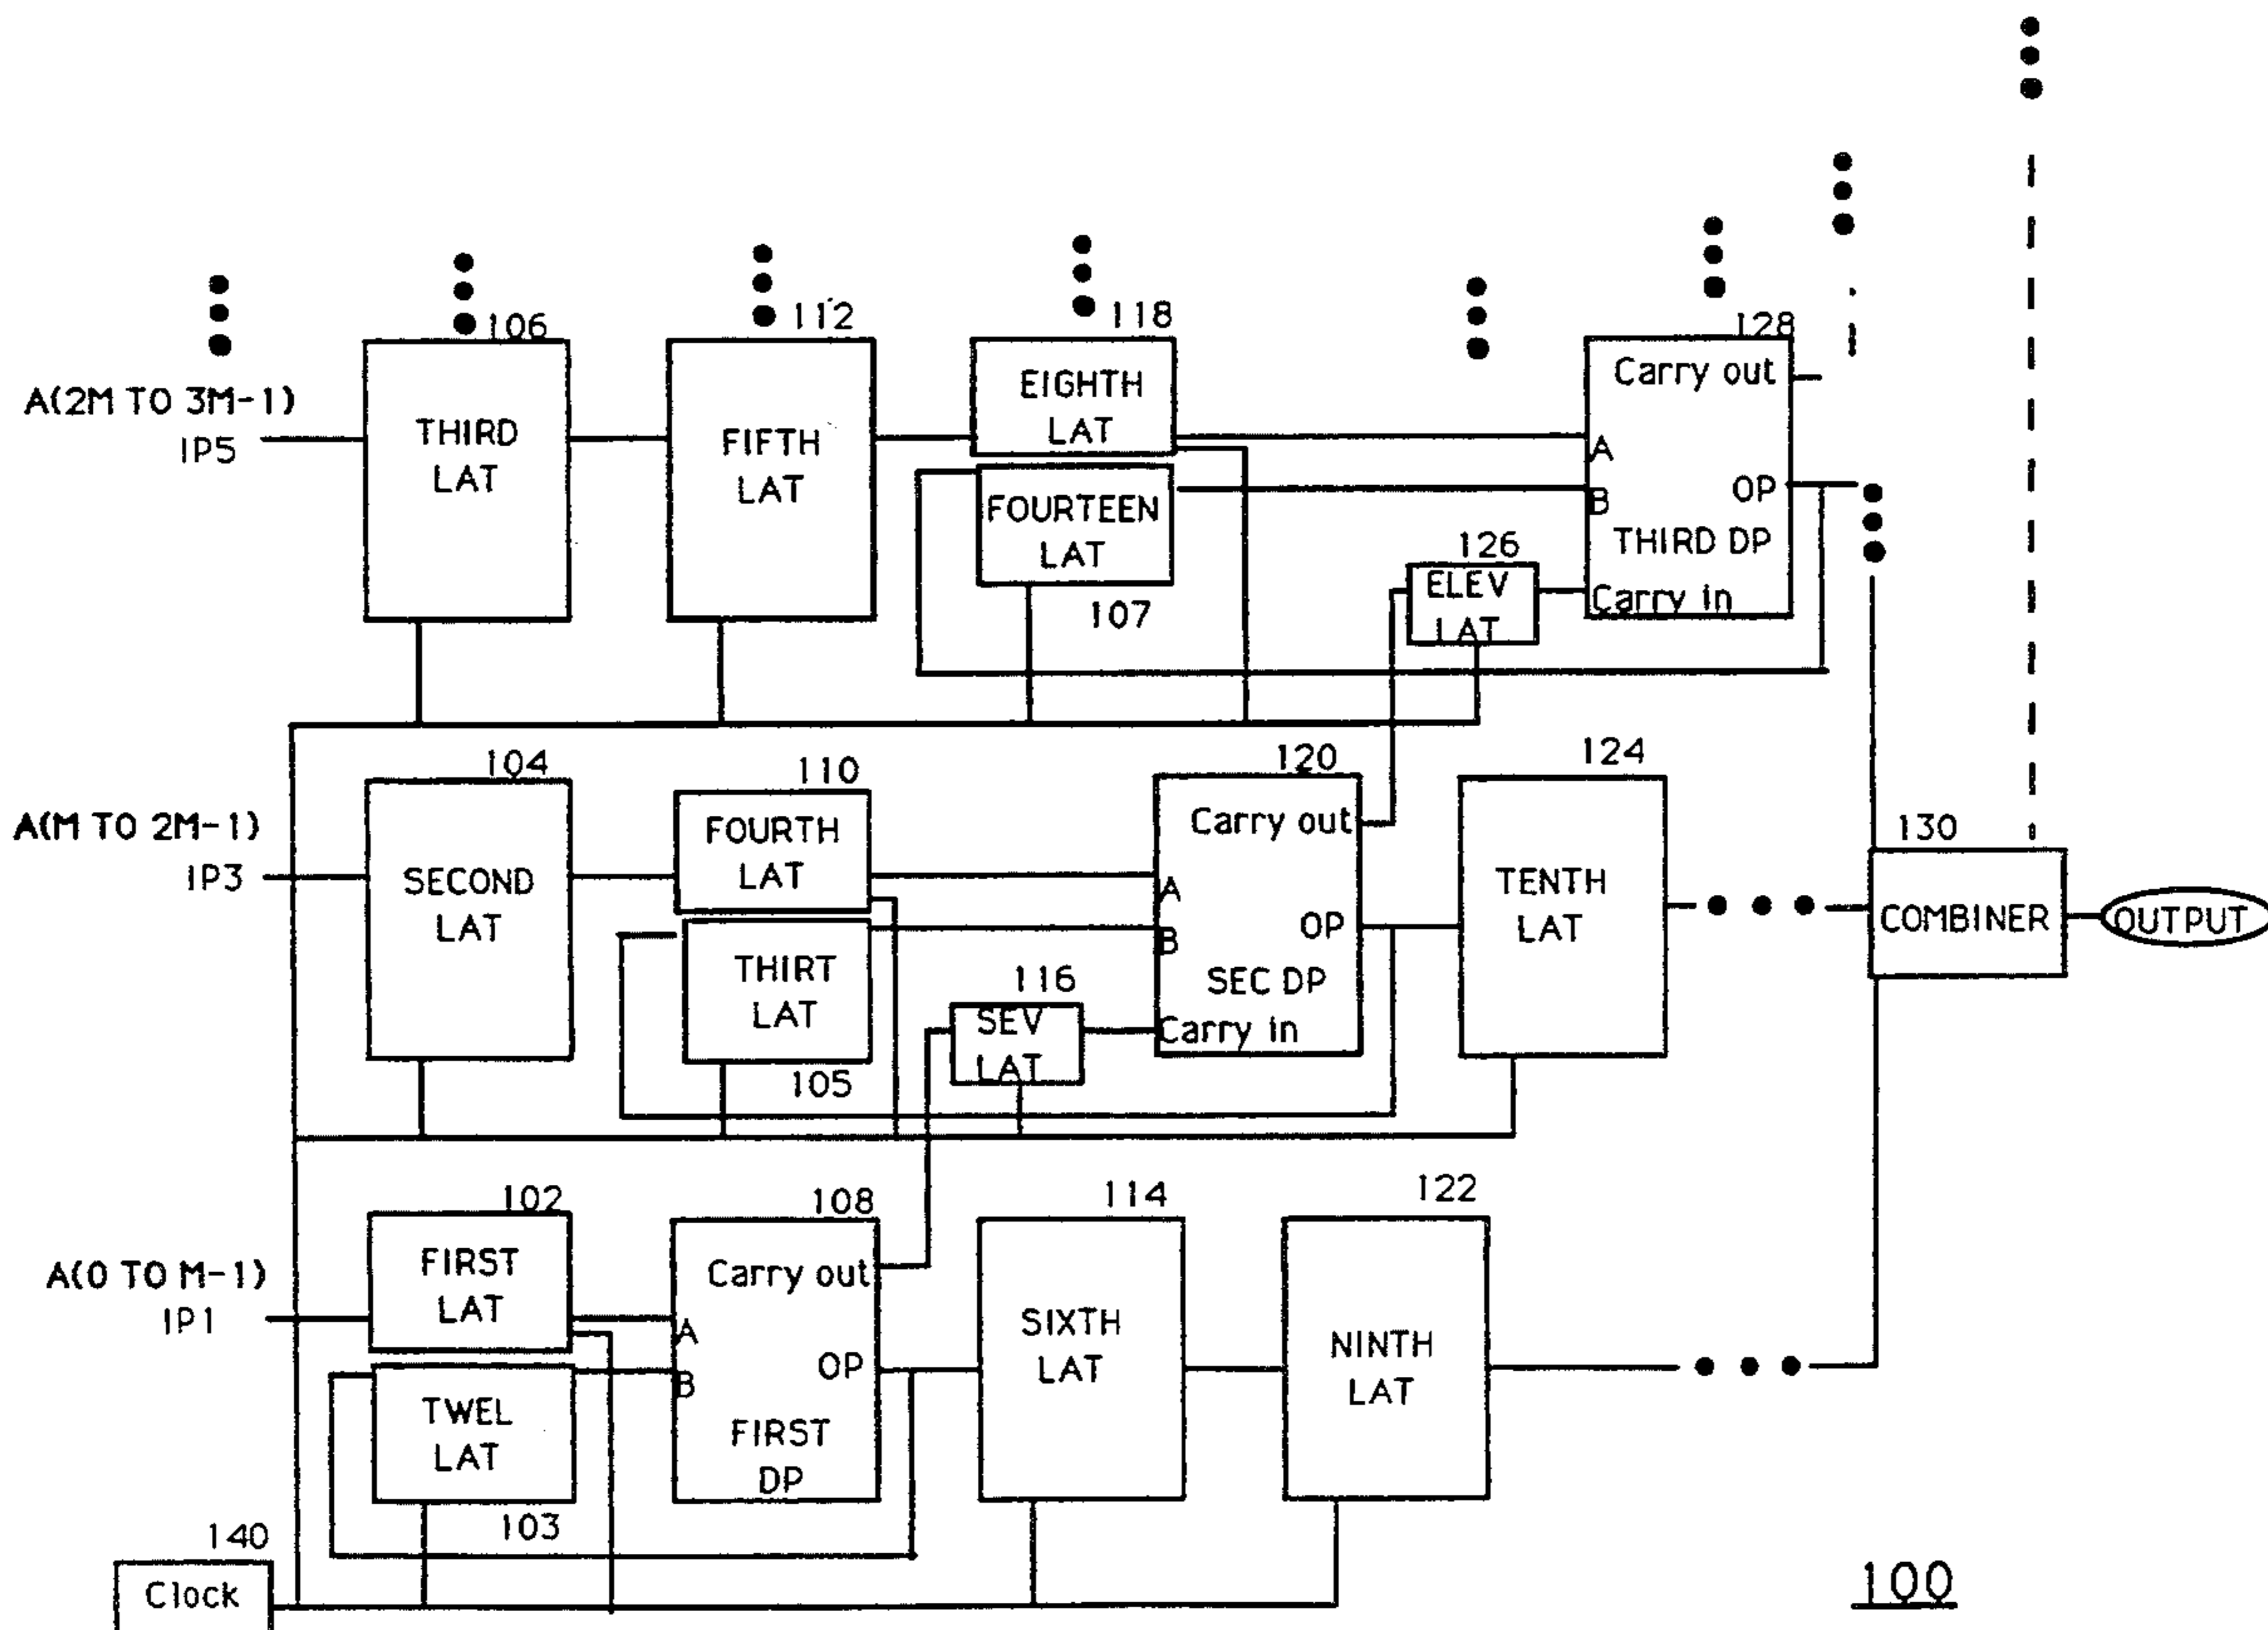 106
112
118
128
A(2M TO 3M-1)
IP5
THIRD
LAT
FIFTH
LAT
EIGHTH
LAT
FOURTEEN
LAT
107
126
ELEV
LAT
Carry out
A
OP
B
THIRD DP
Carry in
104
110
120
124
A(M TO 2M-1)
IP3
SECOND
LAT
FOURTH
LAT
THIRT
LAT
105
116
SEV
LAT
Carry out
A
OP
B
SEC DP
Carry in
TENTH
LAT
130
COMBINER
OUTPUT
102
108
114
122
A(0 TO M-1)
IP1
FIRST
LAT
TWEL
LAT
103
Carry out
A
OP
B
FIRST
DP
SIXTH
LAT
NINTH
LAT
140
Clock
100